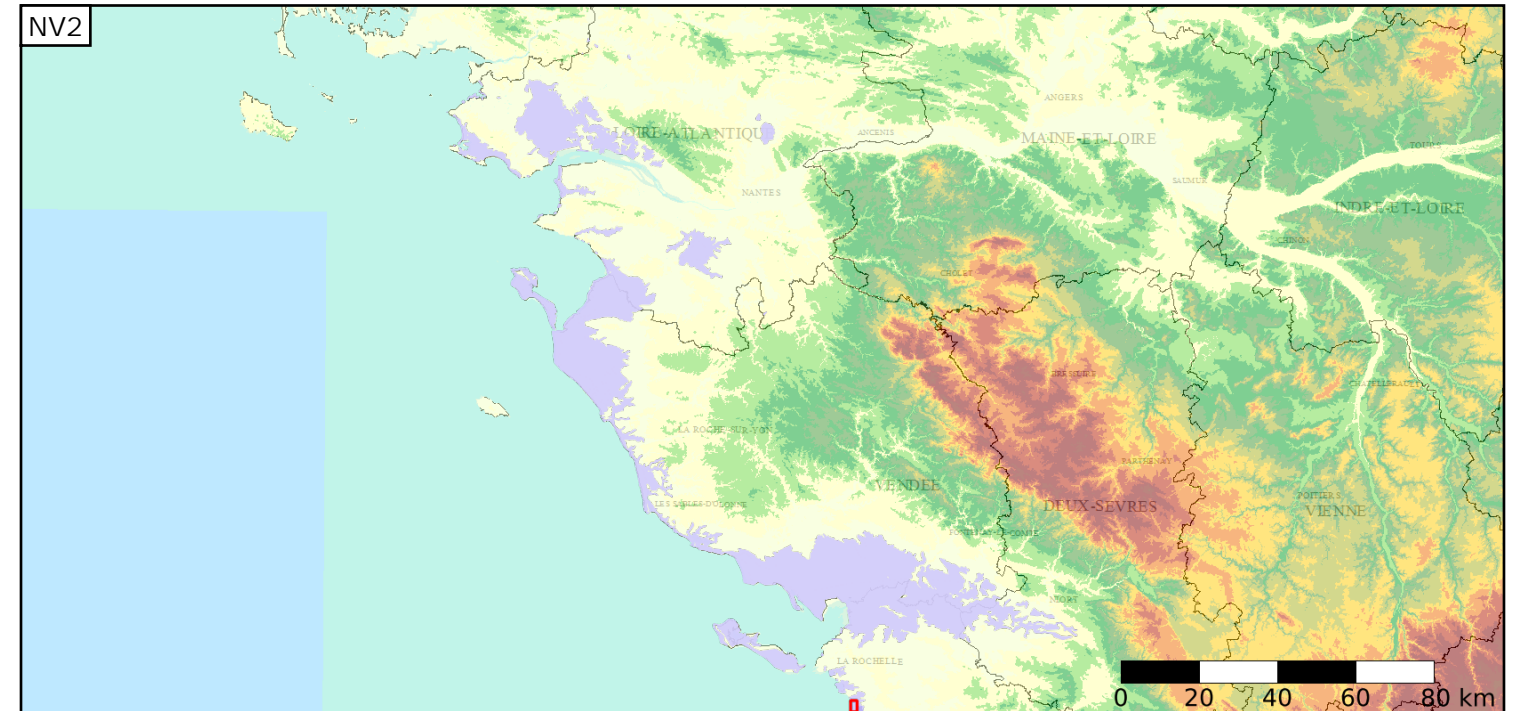 NV2
ANGERS
LOIRE-ATLANTIQUE
ANCENIS
MAINE-ET-LOIRE
TOURS
SAUMUR
NANTES
INDRE-ET-LOIRE
CHINON
CHOLET
BRESSUIRE
CHATELLERAULT
LA ROCHE-SUR-YON
PARTHENAY
VENDEE
POITIERS
LES SABLES-D'OLONNE
DEUX-SEVRES
VIENNE
FONTENAY-LE-COMTE
NIORT
LA ROCHELLE
0 20 40 60 80 km